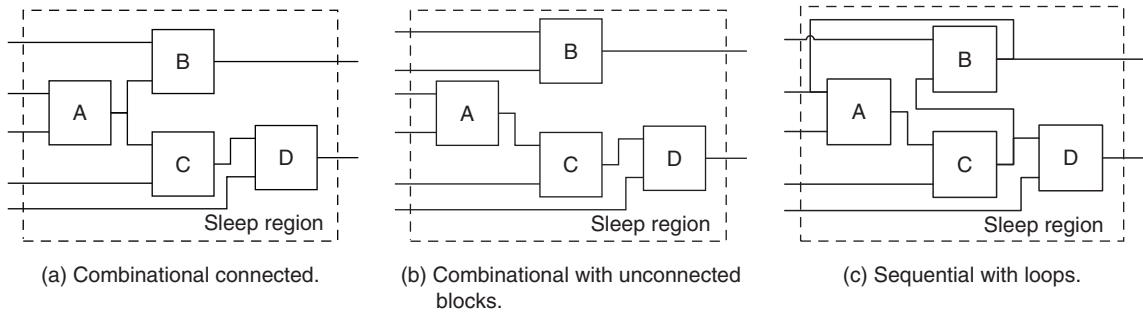 B
A
C
D
Sleep region
(a) Combinational connected.
B
A
C
D
Sleep region
(b) Combinational with unconnected
blocks.
B
A
C
D
Sleep region
(c) Sequential with loops.